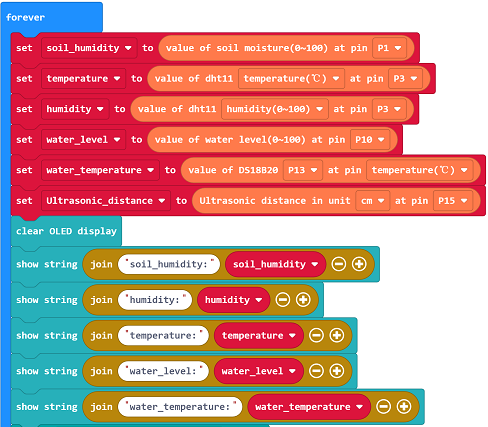 forever
set soil_humidity to value of soil moisture(0~100) at pin P1
set temperature to value of dht11 temperature(℃) at pin P3
set humidity to value of dht11 humidity(0~100) at pin P3
set water_level to value of water level(0~100) at pin P10
set water_temperature to value of DS18B20 P13 at pin temperature(℃)
set Ultrasonic_distance to Ultrasonic distance in unit cm at pin P15
clear OLED display
show string join "soil_humidity:" soil_humidity
show string join "humidity:" humidity
show string join "temperature:" temperature
show string join "water_level:" water_level
show string join "water_temperature:" water_temperature